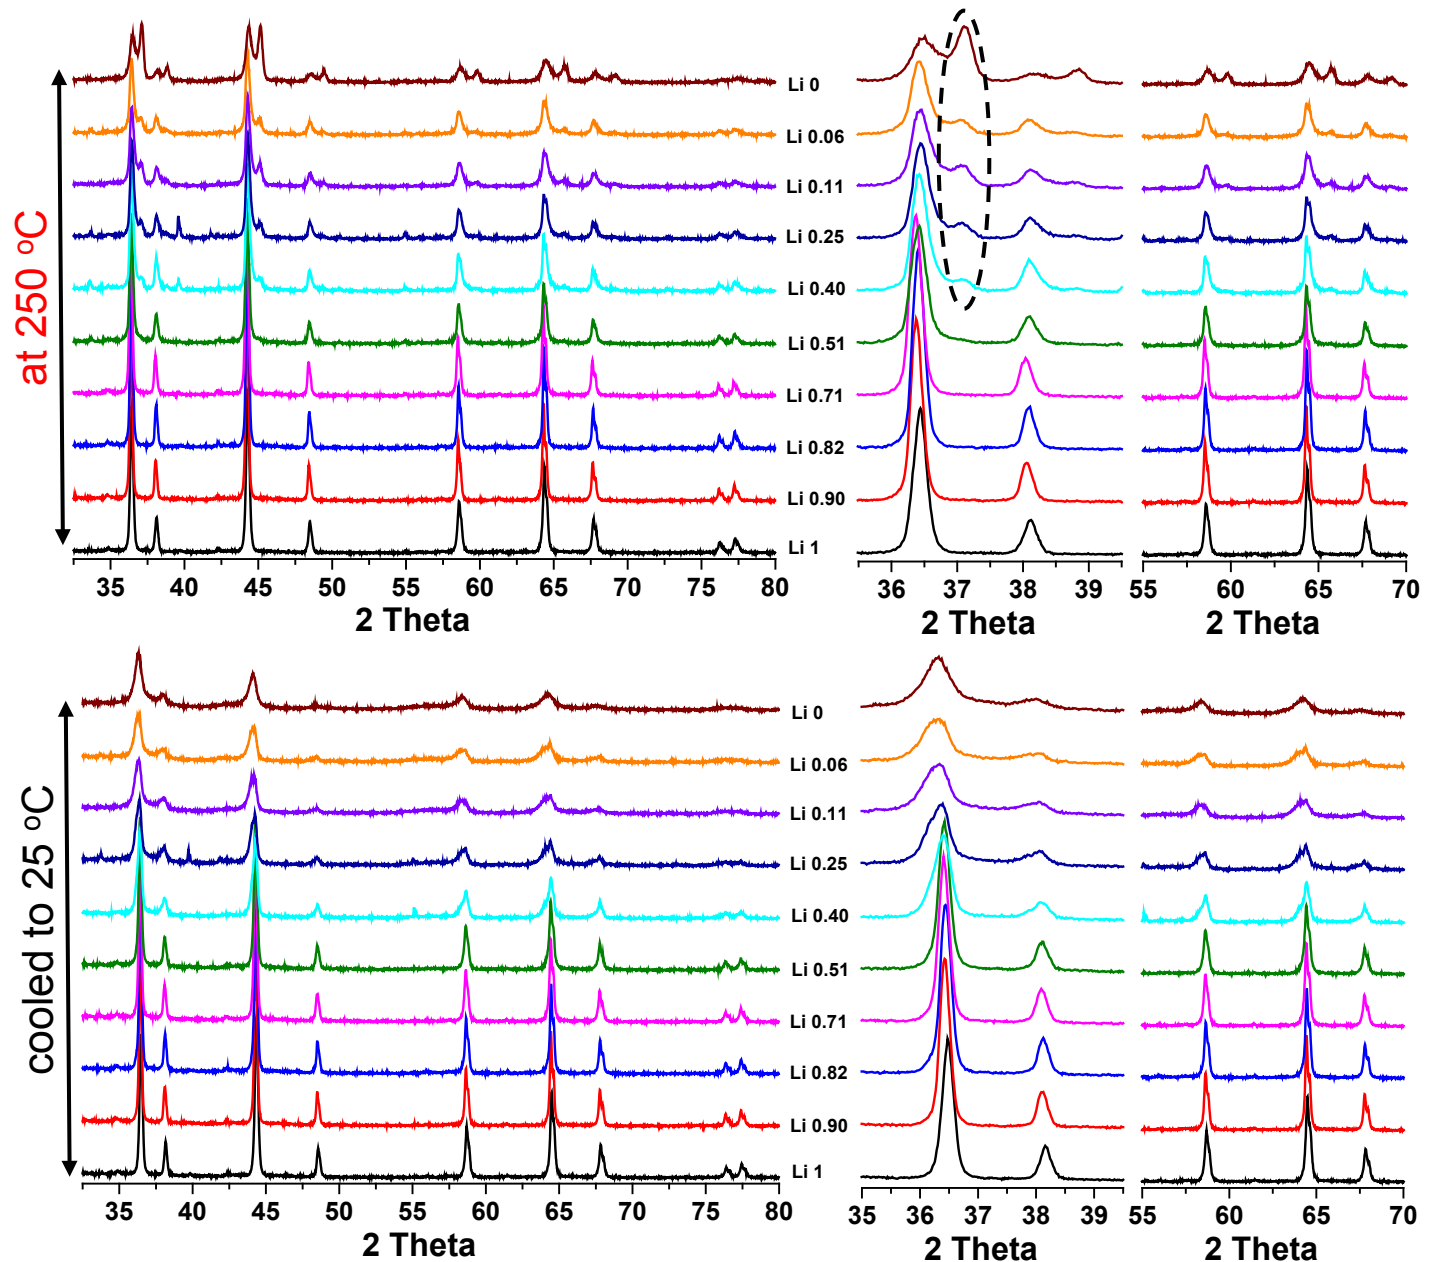 at 250 ºC
Li 0
Li 0.06
Li 0.11
Li 0.25
Li 0.40
Li 0.51
Li 0.71
Li 0.82
Li 0.90
Li 1
35 40 45 50 55 60 65 70 75 80
2 Theta
36 37 38 39
2 Theta
55 60 65 70
2 Theta
cooled to 25 ºC
Li 0
Li 0.06
Li 0.11
Li 0.25
Li 0.40
Li 0.51
Li 0.71
Li 0.82
Li 0.90
Li 1
35 40 45 50 55 60 65 70 75 80
2 Theta
35 36 37 38 39
2 Theta
55 60 65 70
2 Theta